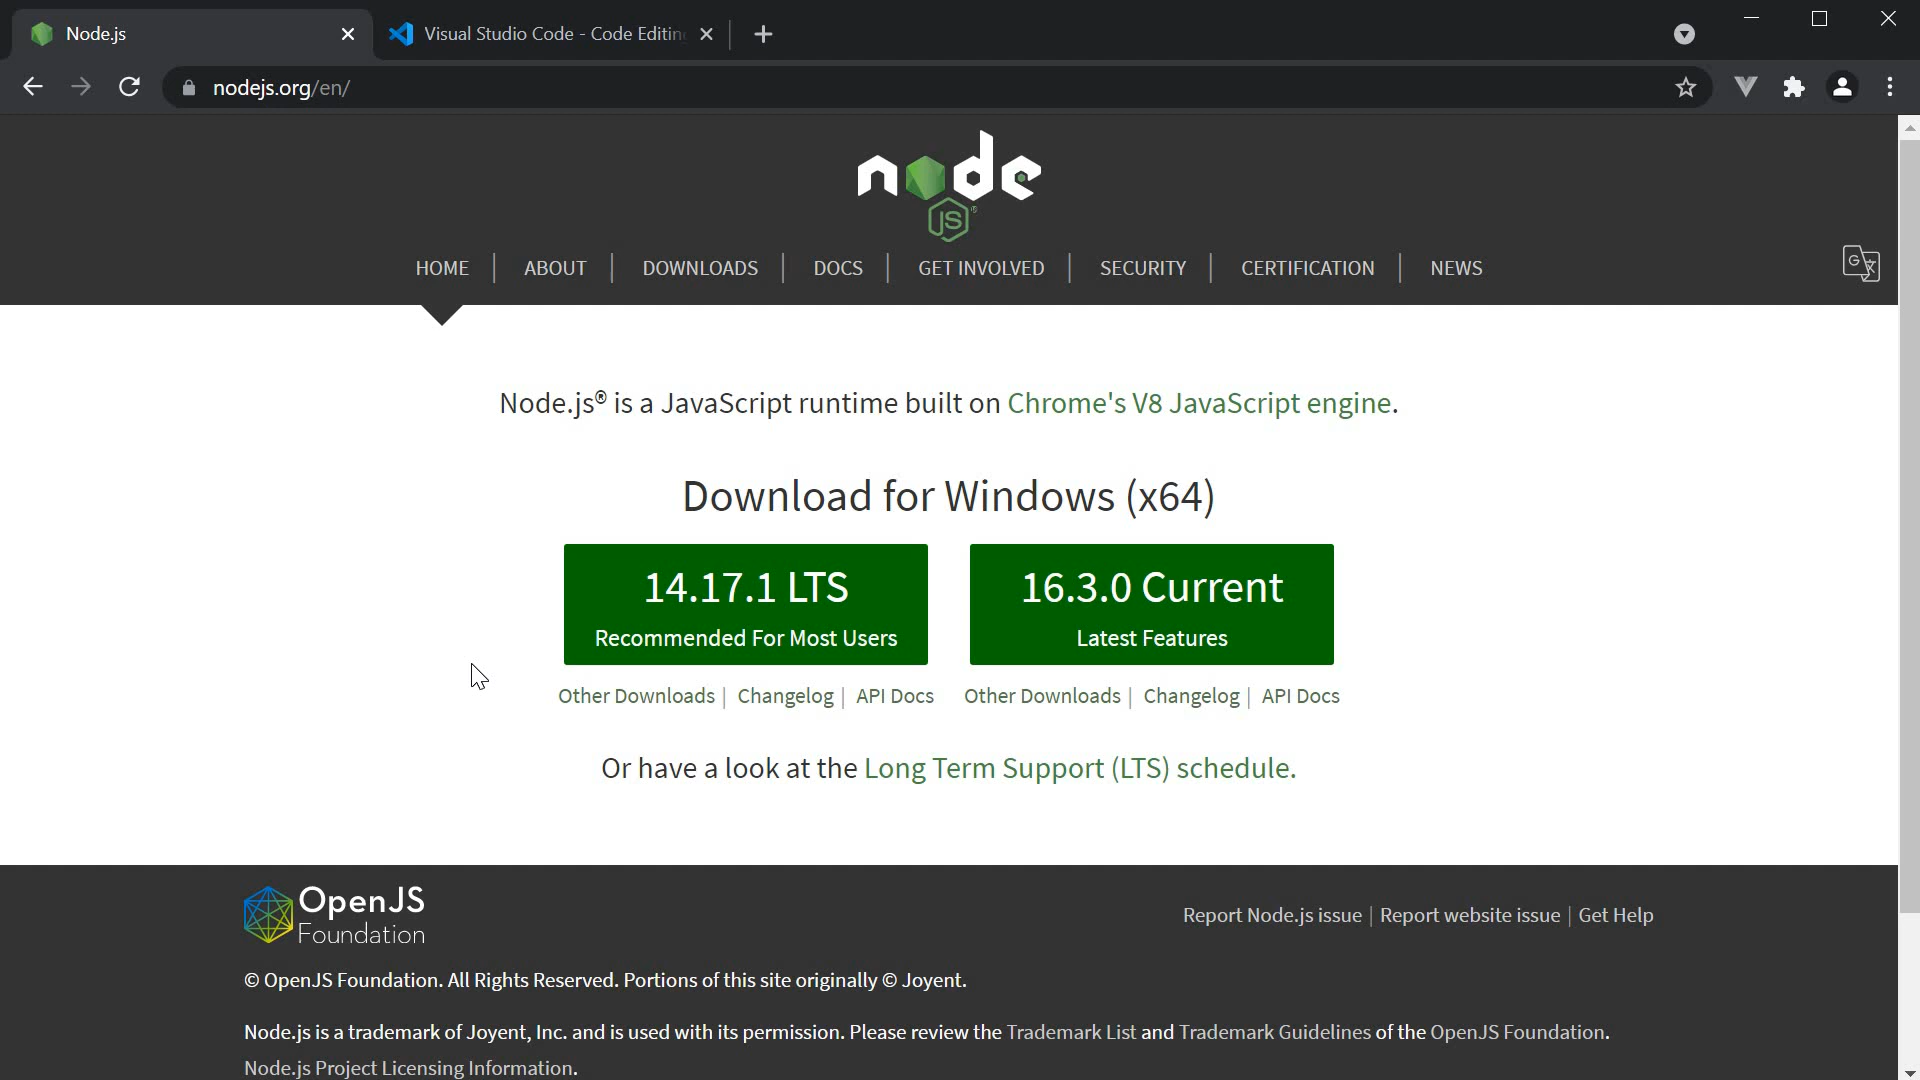 Node.js
Visual Studio Code - Code Editin
nodejs.org/en/
node
JS
HOME
ABOUT
DOWNLOADS
DOCS
GET INVOLVED
SECURITY
CERTIFICATION
NEWS
Node.js® is a JavaScript runtime built on Chrome's V8 JavaScript engine.
Download for Windows (x64)
14.17.1 LTS
Recommended For Most Users
16.3.0 Current
Latest Features
Other Downloads | Changelog | API Docs
Other Downloads | Changelog | API Docs
Or have a look at the Long Term Support (LTS) schedule.
OpenJS
Foundation
Report Node.js issue | Report website issue | Get Help
© OpenJS Foundation. All Rights Reserved. Portions of this site originally © Joyent.
Node.js is a trademark of Joyent, Inc. and is used with its permission. Please review the Trademark List and Trademark Guidelines of the OpenJS Foundation.
Node.js Project Licensing Information.